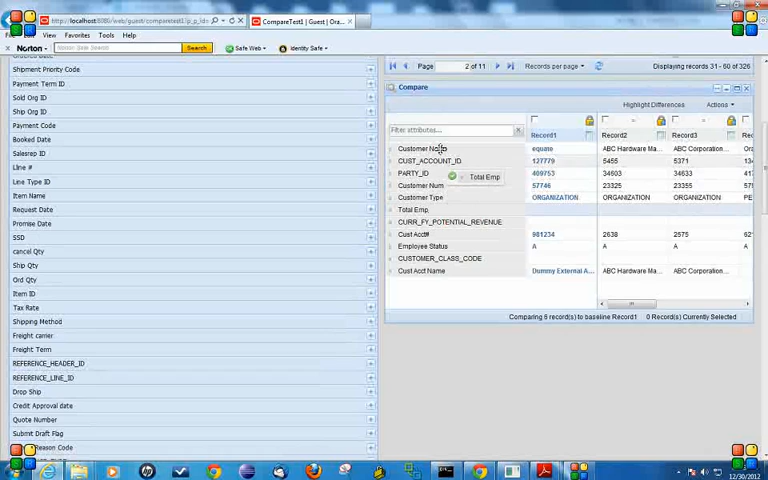 http://localhost:8080/web/guest/comparetest1?p_p_id=
CompareTest1 | Guest | Ora...
View Favorites Tools Help
Norton Search Safe Web Identity Safe
Shipment Priority Code
Payment Term ID
Sold Org ID
Ship Org ID
Payment Code
Booked Date
Salesrep ID
Line #
Line Type ID
Item Name
Request Date
Promise Date
SSD
cancel Qty
Ship Qty
Ord Qty
Item ID
Tax Rate
Shipping Method
Freight carrier
Freight Term
REFERENCE_HEADER_ID
REFERENCE_LINE_ID
Drop Ship
Credit Approval date
Quote Number
Submit Draft Flag
Reason Code
Page 2 of 11 Records per page Displaying records 31 - 60 of 326
Compare
Highlight Differences Actions
Filter attributes...
Record1 Record2 Record3
Customer equate ABC Hardware Ma... ABC Corporation...
CUST_ACCOUNT_ID 127779 5455 5371
PARTY_ID 409753 34603 34633
Total Emp
Customer Num 57746 23325 23355
Customer Type ORGANIZATION ORGANIZATION ORGANIZATION
Total Emp
CURR_FY_POTENTIAL_REVENUE
Cust Acct# 981234 2638 2575
Employee Status A A A
CUSTOMER_CLASS_CODE
Cust Acct Name Dummy External A... ABC Hardware Ma... ABC Corporation...
Comparing 6 record(s) to baseline Record1 0 Record(s) Currently Selected
12/30/2012